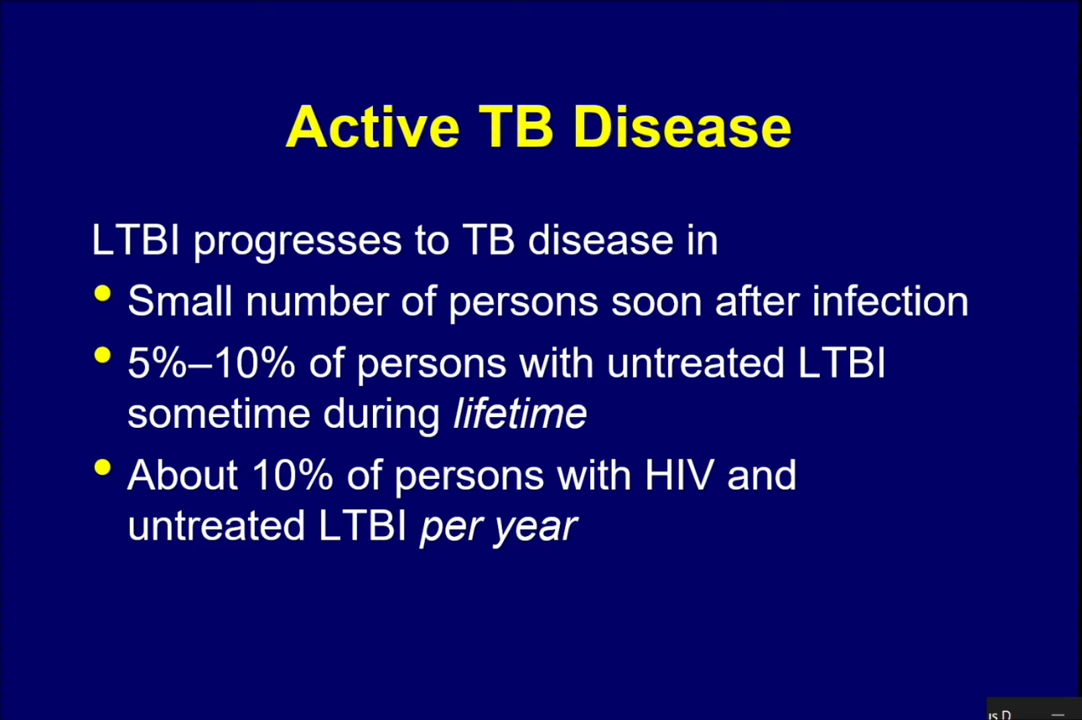 Active TB Disease
LTBI progresses to TB disease in
• Small number of persons soon after infection
• 5%–10% of persons with untreated LTBI
sometime during lifetime
• About 10% of persons with HIV and
untreated LTBI per year